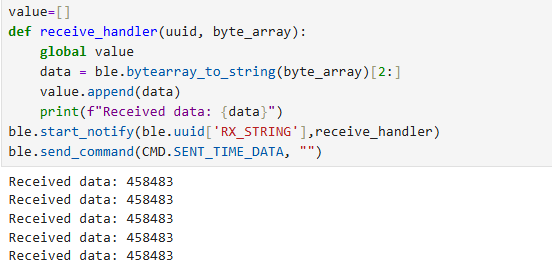 value=[]
def receive_handler(uuid, byte_array):
    global value
    data = ble.bytearray_to_string(byte_array)[2:]
    value.append(data)
    print(f"Received data: {data}")
ble.start_notify(ble.uuid['RX_STRING'],receive_handler)
ble.send_command(CMD.SENT_TIME_DATA, "")
Received data: 458483
Received data: 458483
Received data: 458483
Received data: 458483
Received data: 458483